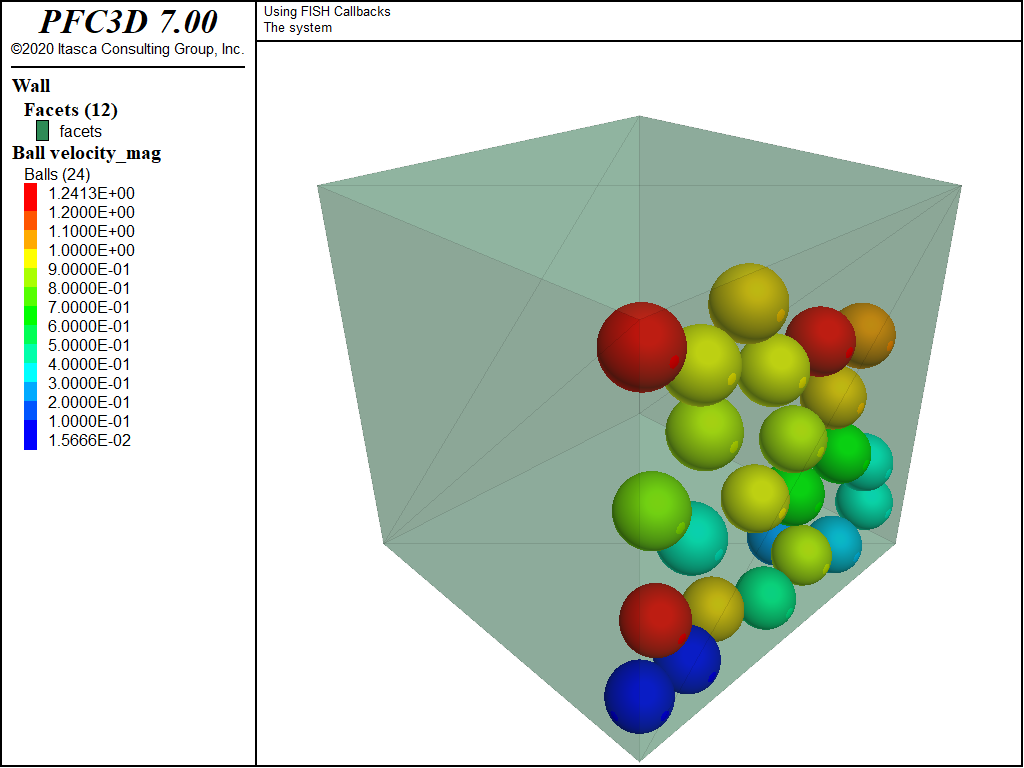 PFC3D 7.00
©2020 Itasca Consulting Group, Inc.
Wall
Facets (12)
facets
Ball velocity_mag
Balls (24)
1.2413E+00
1.2000E+00
1.1000E+00
1.0000E+00
9.0000E-01
8.0000E-01
7.0000E-01
6.0000E-01
5.0000E-01
4.0000E-01
3.0000E-01
2.0000E-01
1.0000E-01
1.5666E-02
Using FISH Callbacks
The system